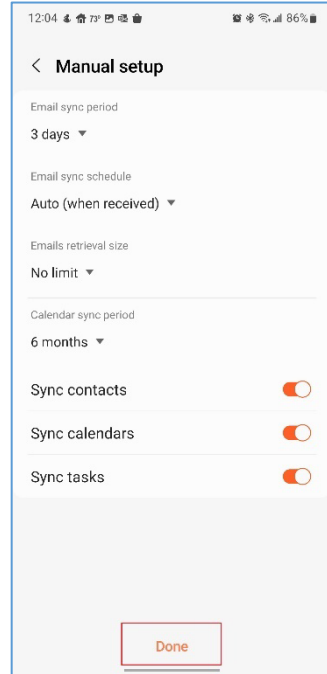 12:04 73° 86%
Manual setup
Email sync period
3 days
Email sync schedule
Auto (when received)
Emails retrieval size
No limit
Calendar sync period
6 months
Sync contacts
Sync calendars
Sync tasks
Done